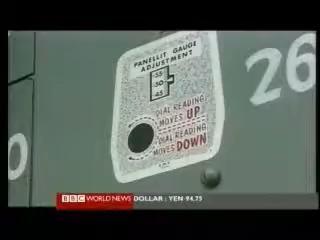 PANELLIT GAUGE
ADJUSTMENT
55
50
45
DIAL READING
MOVES UP
DIAL READING
MOVES DOWN
26
0
BBC WORLD NEWS DOLLAR : YEN 94.75